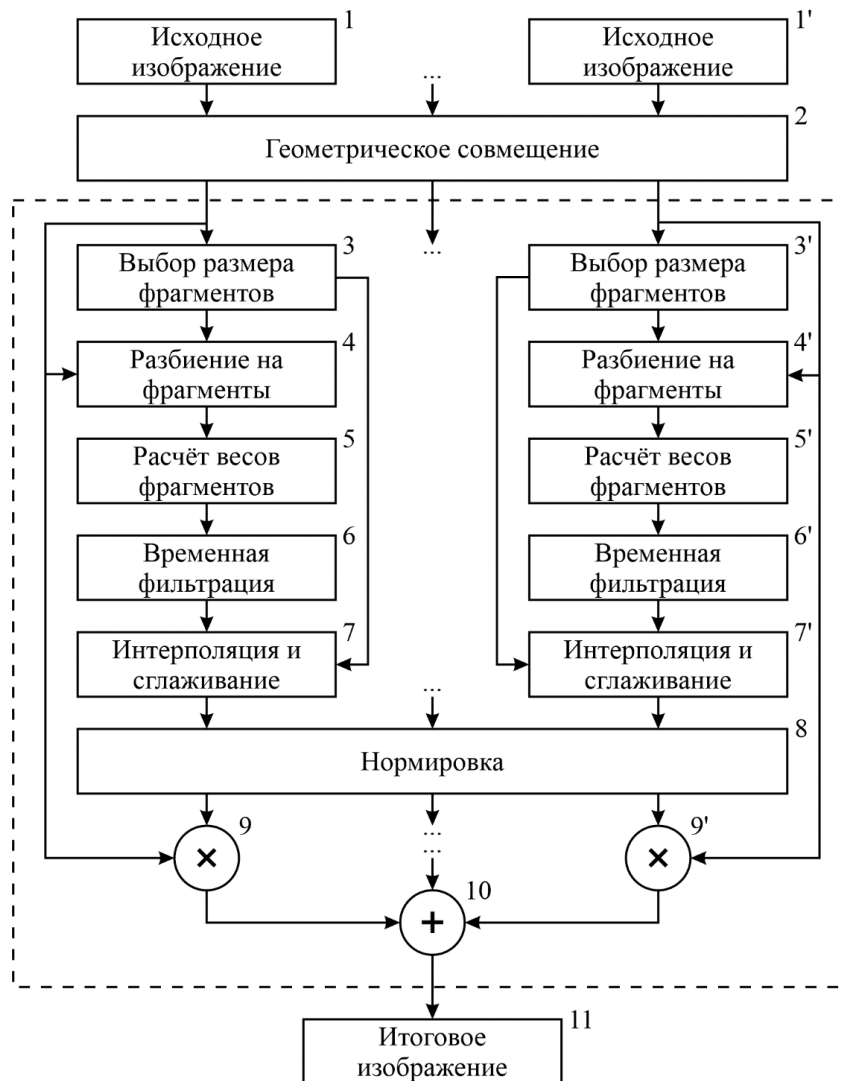 1
1'
Исходное
изображение
...
Исходное
изображение
2
Геометрическое совмещение
3
...
3'
Выбор размера
фрагментов
Выбор размера
фрагментов
4
4'
Разбиение на
фрагменты
Разбиение на
фрагменты
5
5'
Расчёт весов
фрагментов
Расчёт весов
фрагментов
6
6'
Временная
фильтрация
Временная
фильтрация
7
7'
Интерполяция и
сглаживание
Интерполяция и
сглаживание
...
8
Нормировка
9
...
9'
×
...
×
10
+
11
Итоговое
изображение